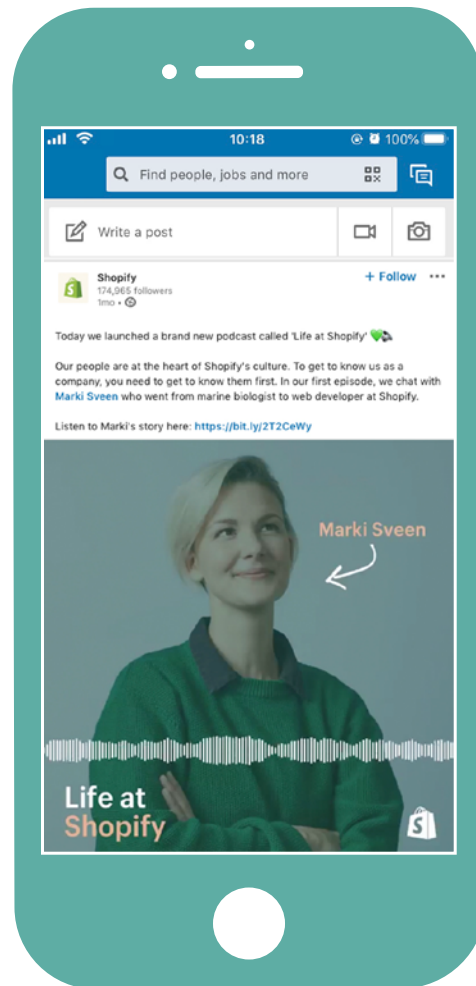 10:18
100%
Find people, jobs and more
Write a post
Shopify
+ Follow
174,965 followers
1mo •
Today we launched a brand new podcast called 'Life at Shopify' 💚🎙
Our people are at the heart of Shopify's culture. To get to know us as a
company, you need to get to know them first. In our first episode, we chat with
Marki Sveen who went from marine biologist to web developer at Shopify.
Listen to Marki's story here: https://bit.ly/2T2CeWy
Marki Sveen
Life at
Shopify